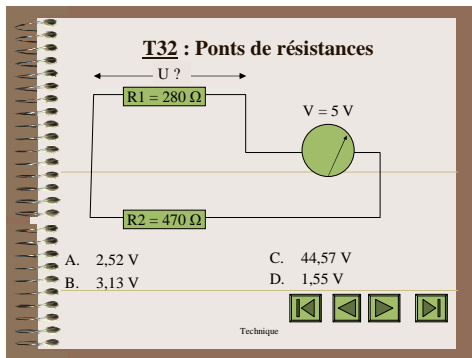 T32 : Ponts de résistances
U ?
R1 = 280 Ω
V = 5 V
R2 = 470 Ω
A. 2,52 V
B. 3,13 V
C. 44,57 V
D. 1,55 V
Technique